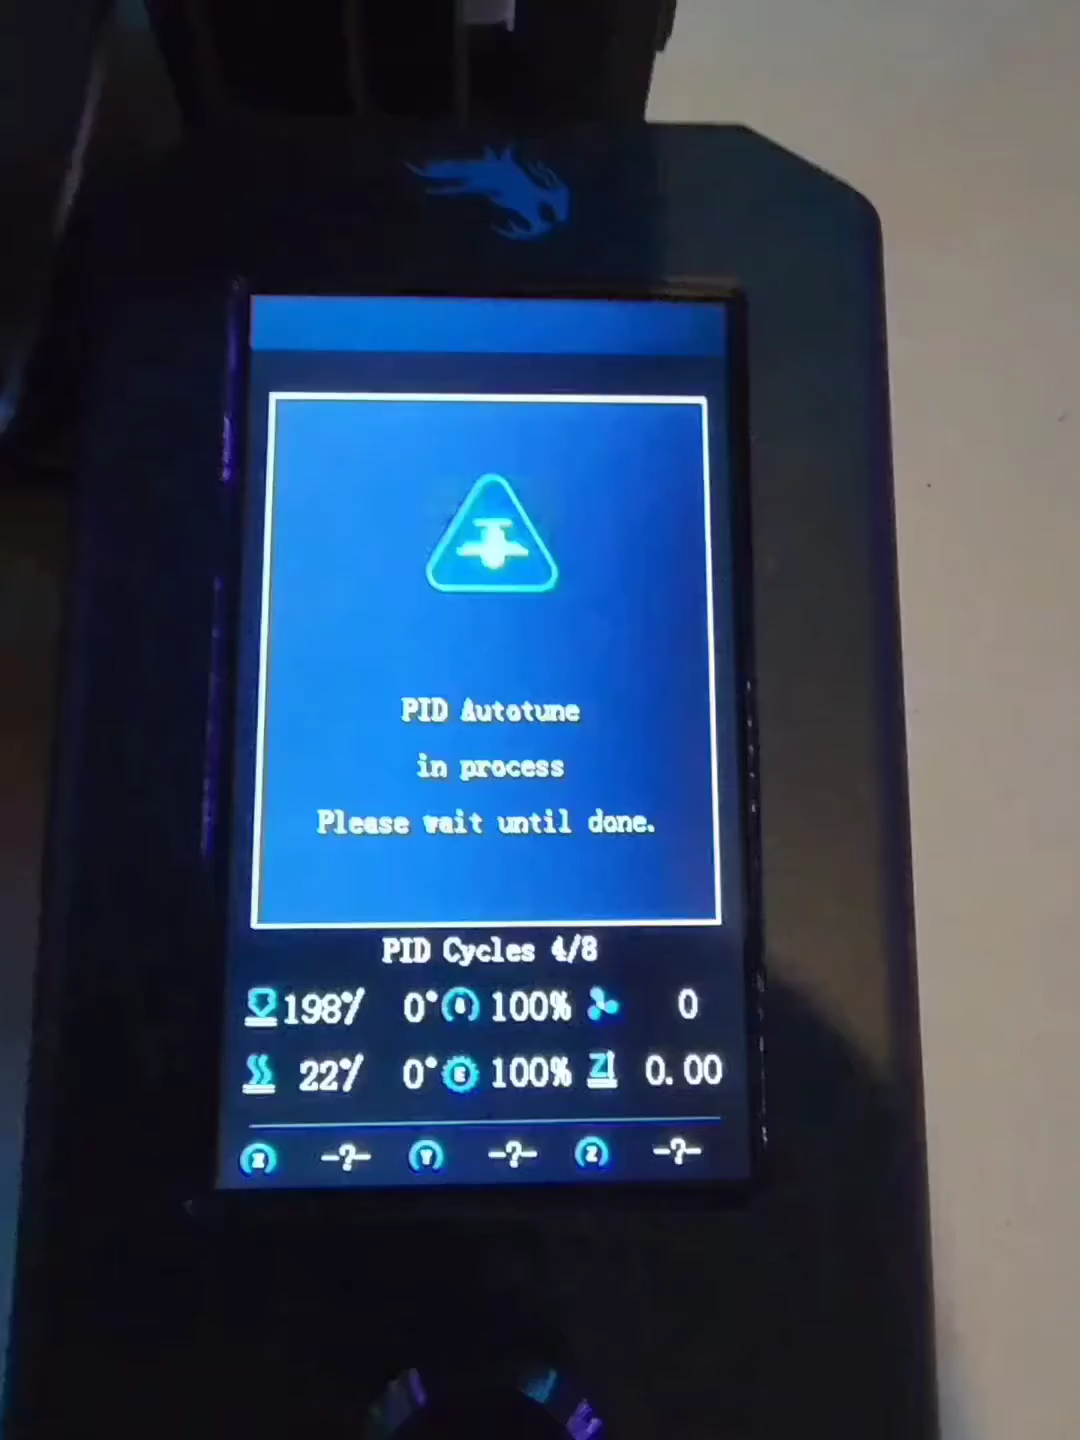 PID Autotune
in process
Please wait until done.
PID Cycles 4/8
198/ 0° 100% 0
22/ 0° E 100% Z 0.00
X -?- Y -?- Z -?-